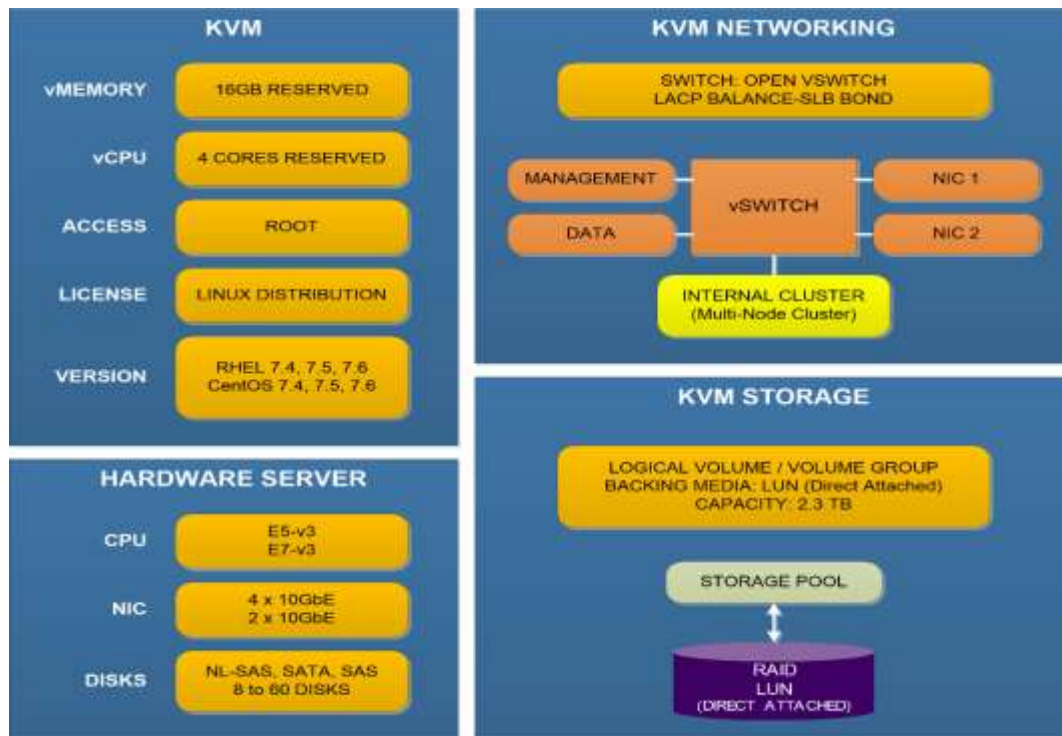 KVM
vMEMORY
16GB RESERVED
vCPU
4 CORES RESERVED
ACCESS
ROOT
LICENSE
LINUX DISTRIBUTION
VERSION
RHEL 7.4, 7.5, 7.6
CentOS 7.4, 7.5, 7.6
HARDWARE SERVER
CPU
E5-v3
E7-v3
NIC
4 x 10GbE
2 x 10GbE
DISKS
NL-SAS, SATA, SAS
8 to 60 DISKS
KVM NETWORKING
SWITCH: OPEN VSWITCH
LACP BALANCE-SLB BOND
MANAGEMENT
DATA
vSWITCH
NIC 1
NIC 2
INTERNAL CLUSTER
(Multi-Node Cluster)
KVM STORAGE
LOGICAL VOLUME / VOLUME GROUP
BACKING MEDIA: LUN (Direct Attached)
CAPACITY: 2.3 TB
STORAGE POOL
RAID
LUN
(DIRECT ATTACHED)